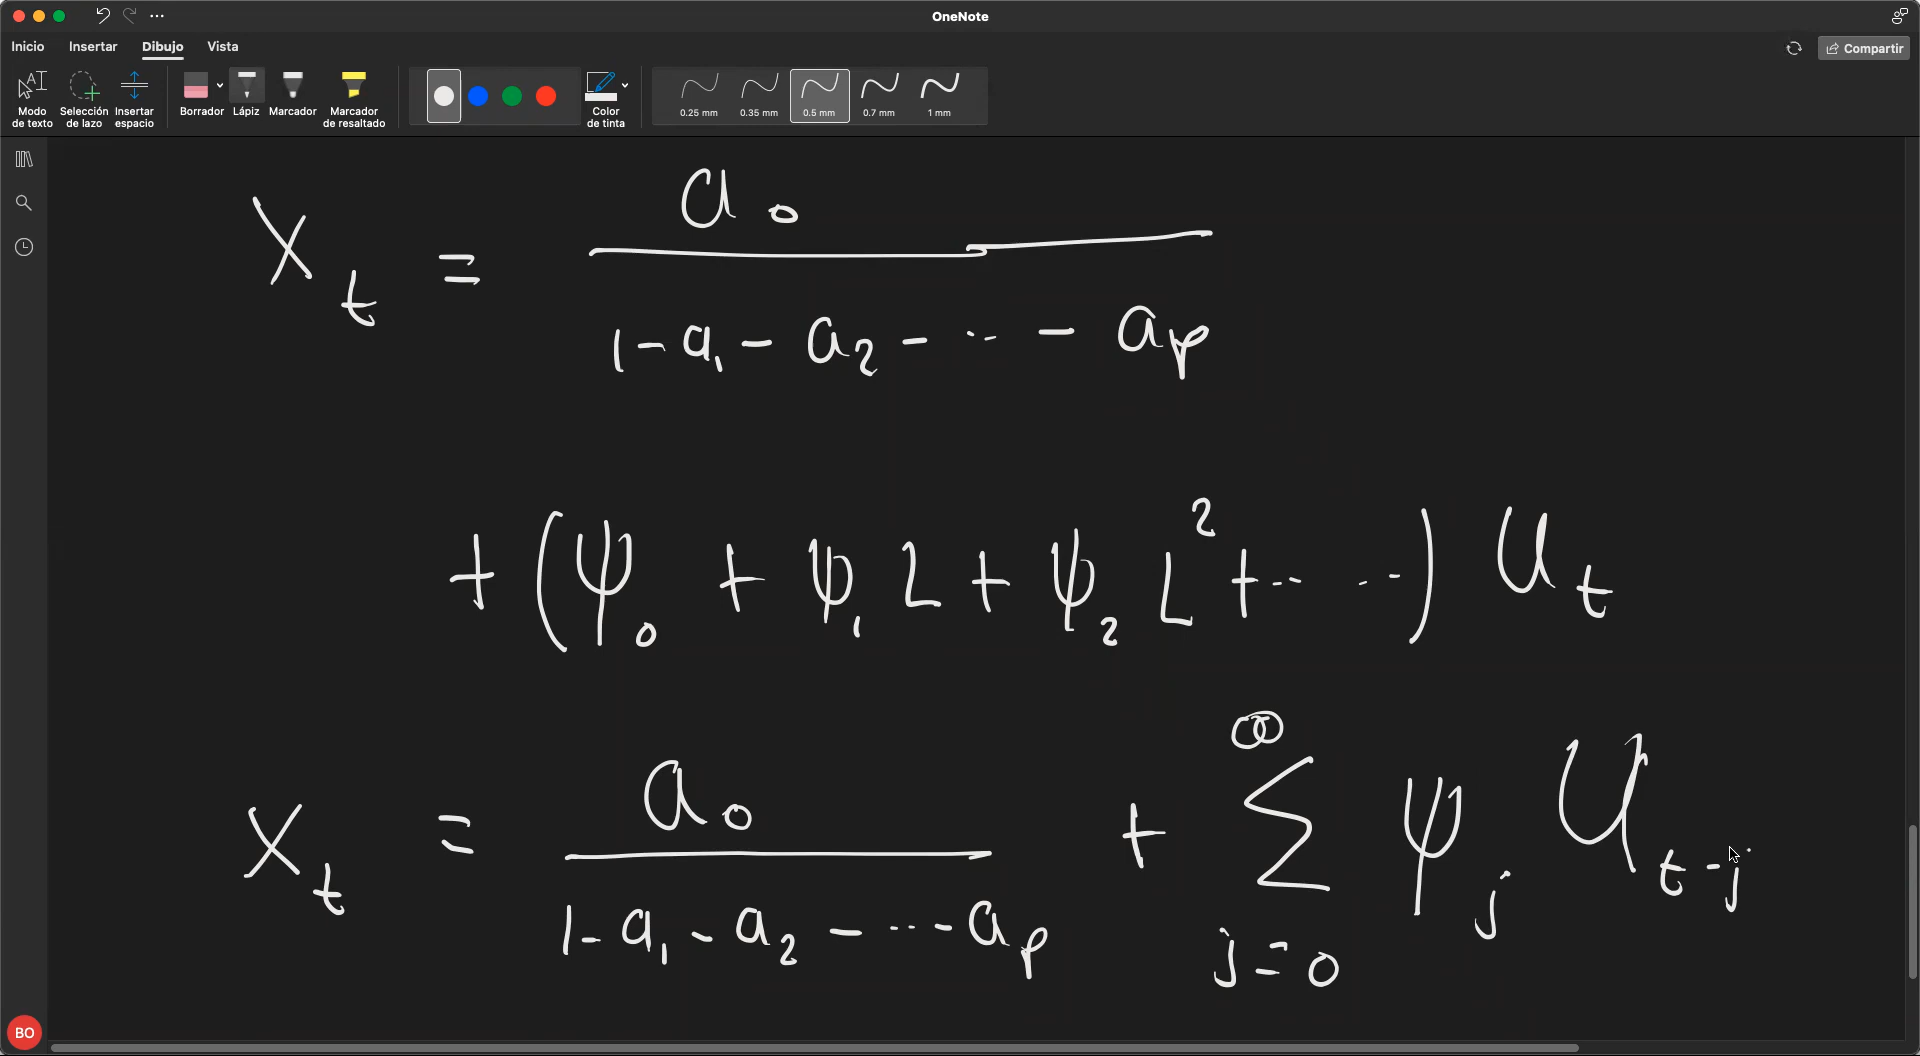 OneNote
Inicio Insertar Dibujo Vista Compartir
Modo de texto Selección de lazo Insertar espacio Borrador Lápiz Marcador Marcador de resaltado Color de tinta 0.25 mm 0.35 mm 0.5 mm 0.7 mm 1 mm
X_t = a_0 / (1 - a_1 - a_2 - ... - a_p)
+ (ψ_0 + ψ_1 L + ψ_2 L^2 + ... ...) U_t
X_t = a_0 / (1 - a_1 - a_2 - ... - a_p) + ∑_{j=0}^{∞} ψ_j U_{t-j}
BO